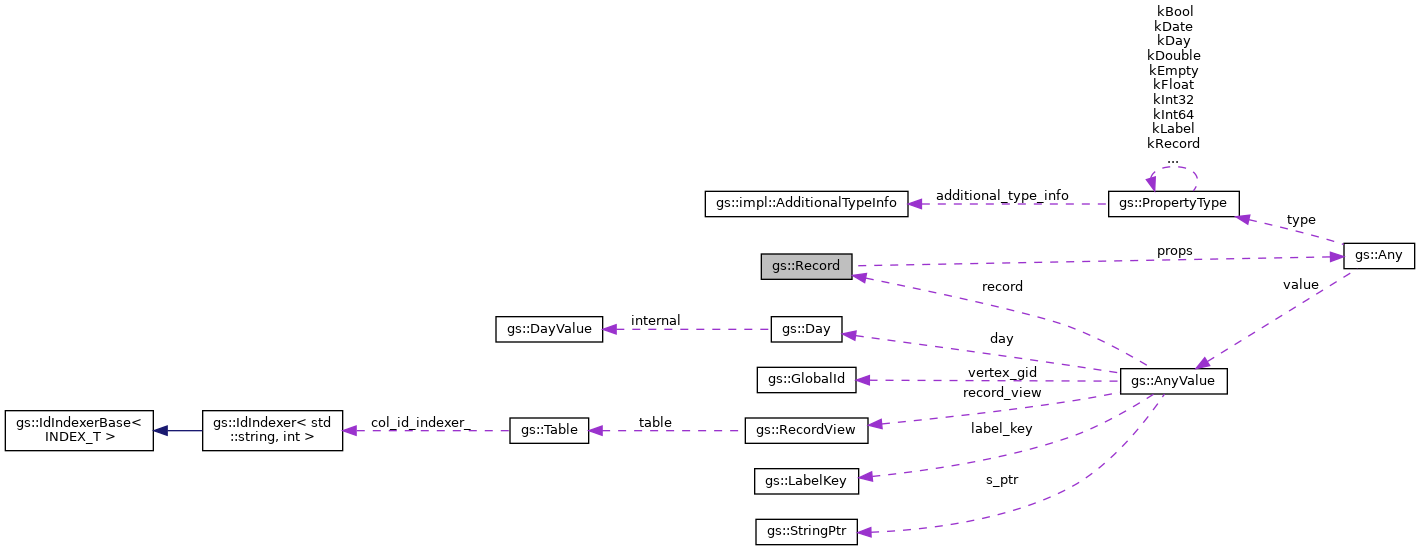 kBool
kDate
kDay
kDouble
kEmpty
kFloat
kInt32
kInt64
kLabel
kRecord
...
gs::impl::AdditionalTypeInfo
additional_type_info
gs::PropertyType
type
gs::Any
gs::Record
props
value
record
gs::DayValue
internal
gs::Day
day
gs::GlobalId
vertex_gid
gs::AnyValue
record_view
gs::IdIndexerBase<
INDEX_T >
gs::IdIndexer< std
::string, int >
col_id_indexer_
gs::Table
table
gs::RecordView
label_key
gs::LabelKey
s_ptr
gs::StringPtr